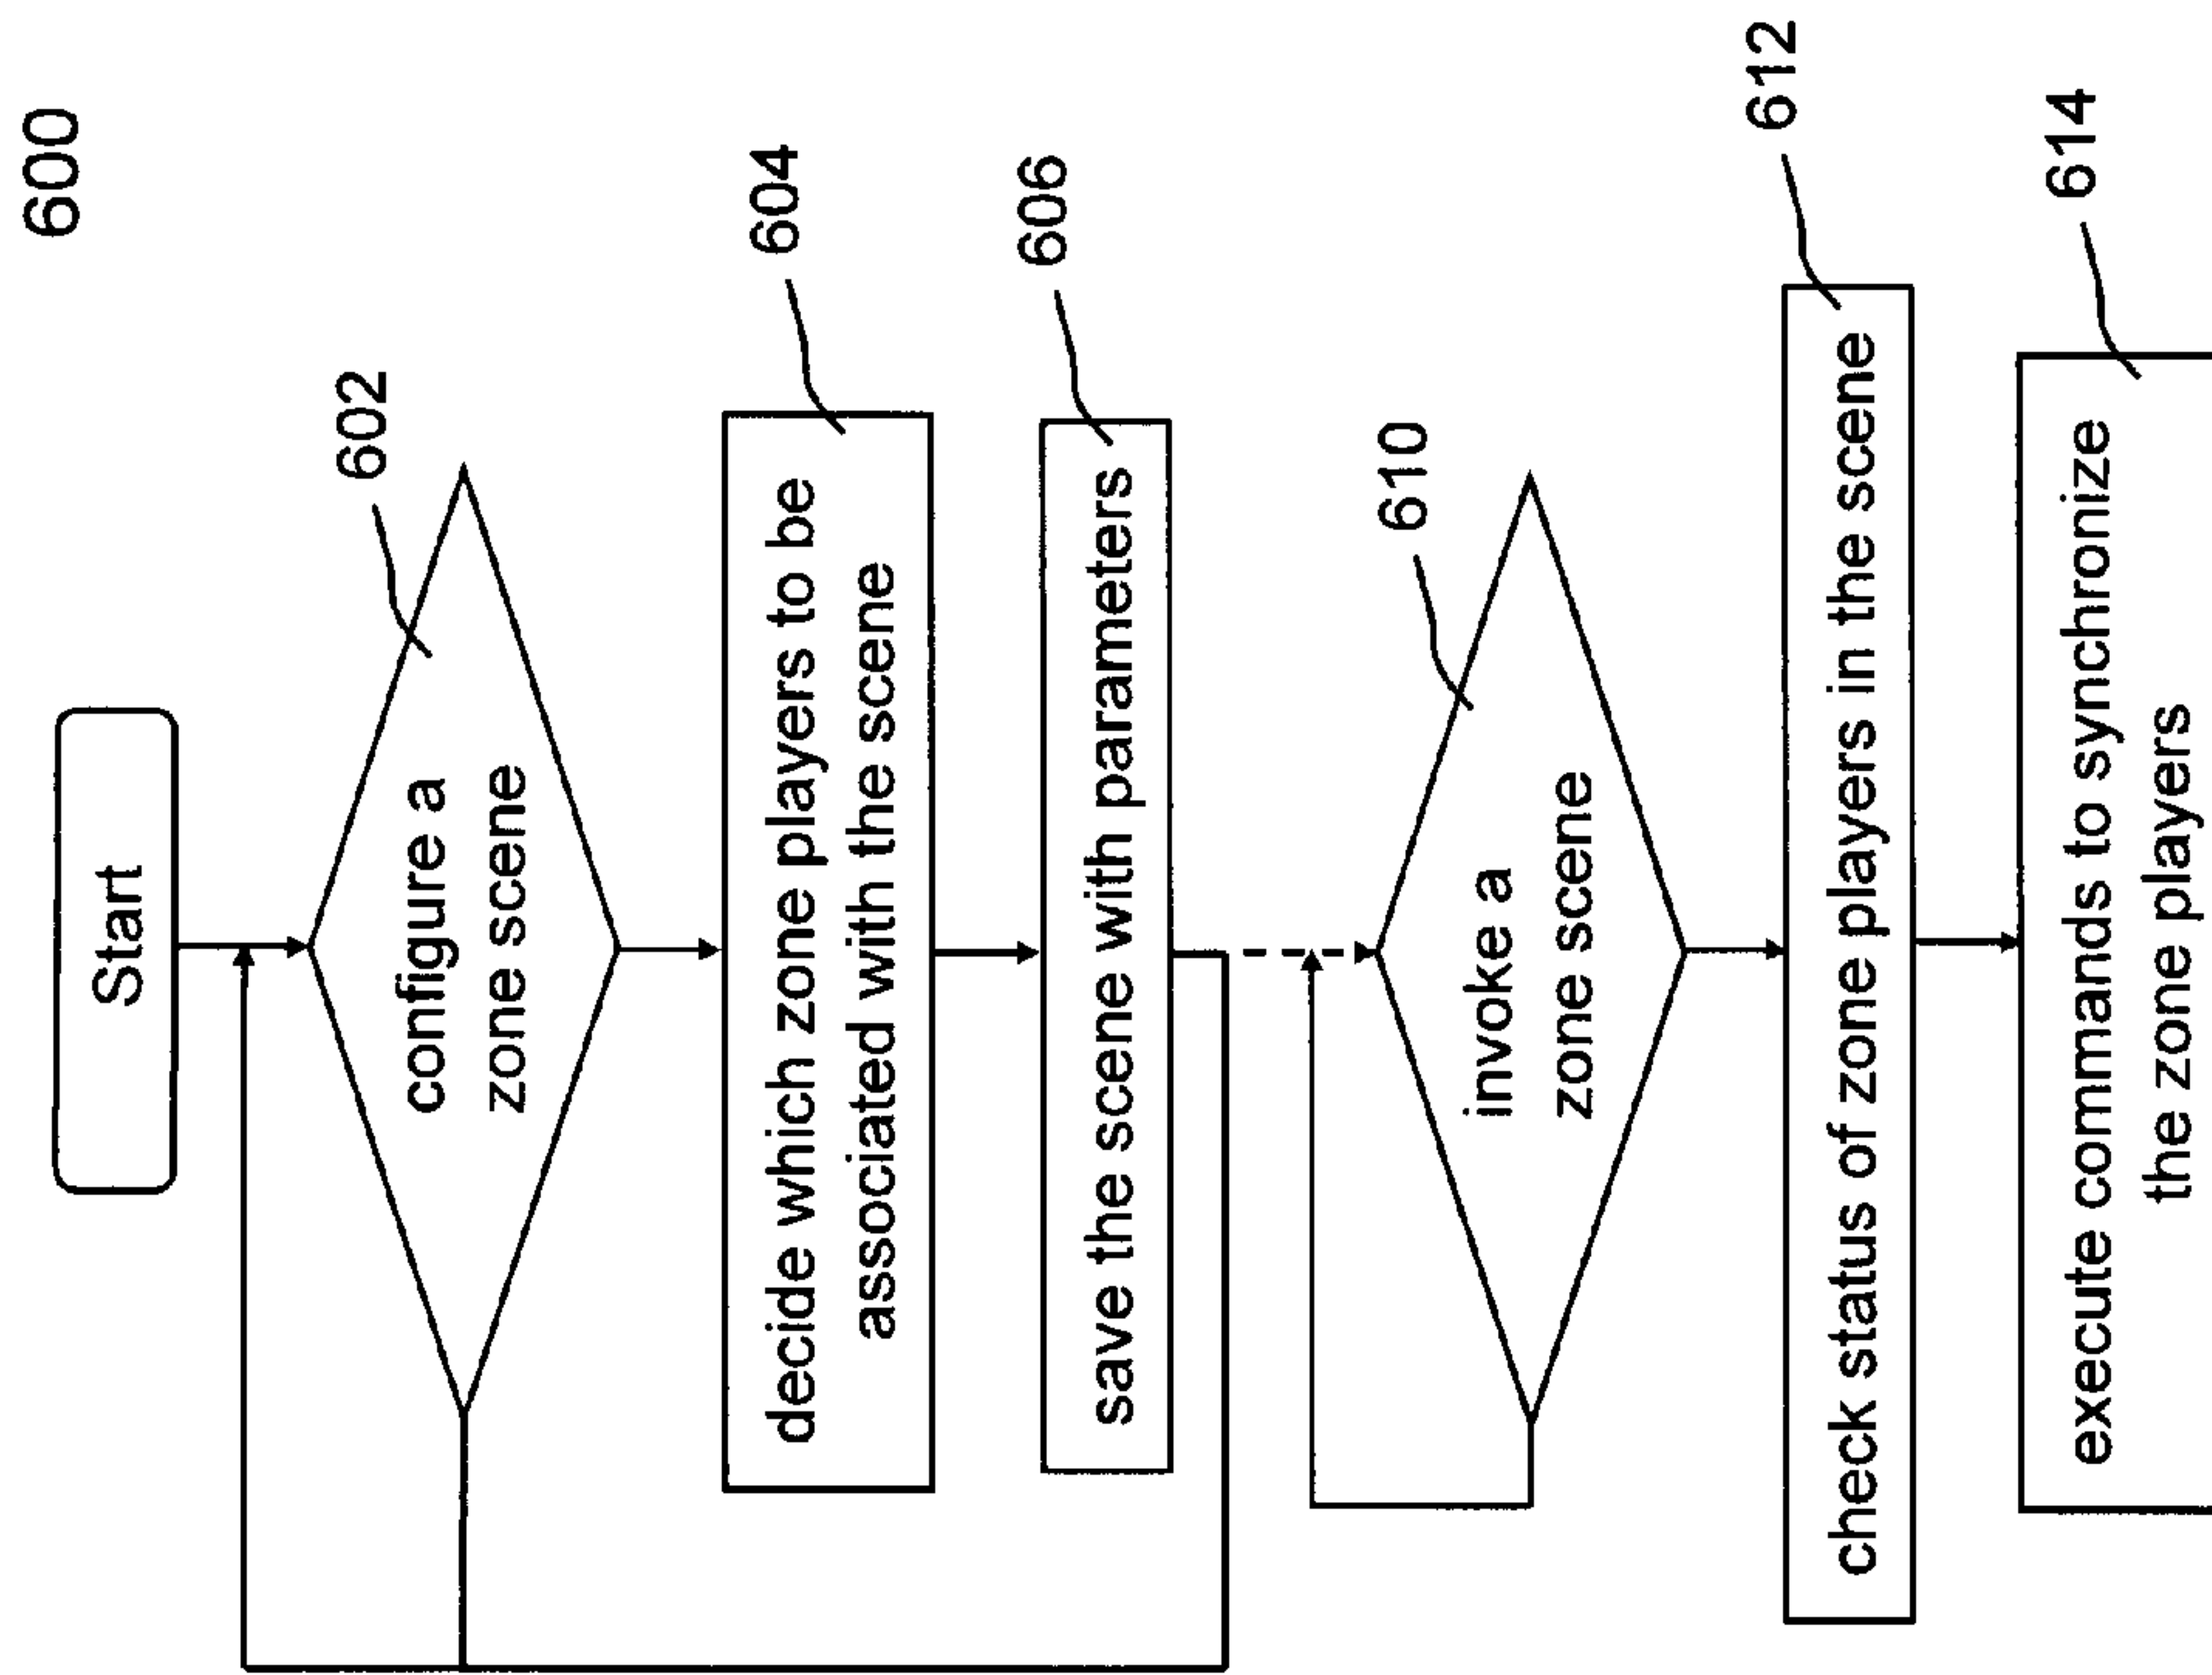 600
Start
602
configure a
zone scene
604
decide which zone players to be
associated with the scene
606
save the scene with parameters
610
invoke a
zone scene
612
check status of zone players in the scene
614
execute commands to synchronize
the zone players